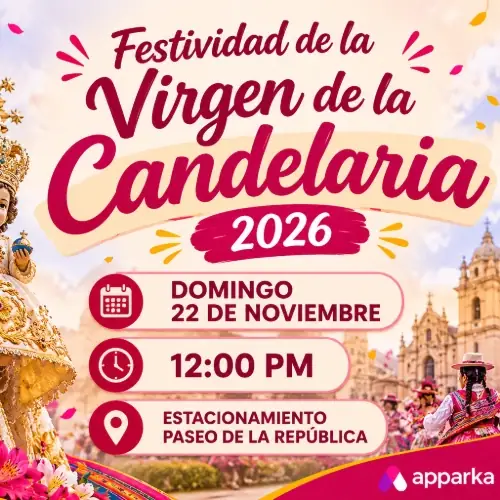 Festividad de la
Virgen de la
Candelaria
2026
DOMINGO
22 DE NOVIEMBRE
12:00 PM
ESTACIONAMIENTO
PASEO DE LA REPÚBLICA
apparka